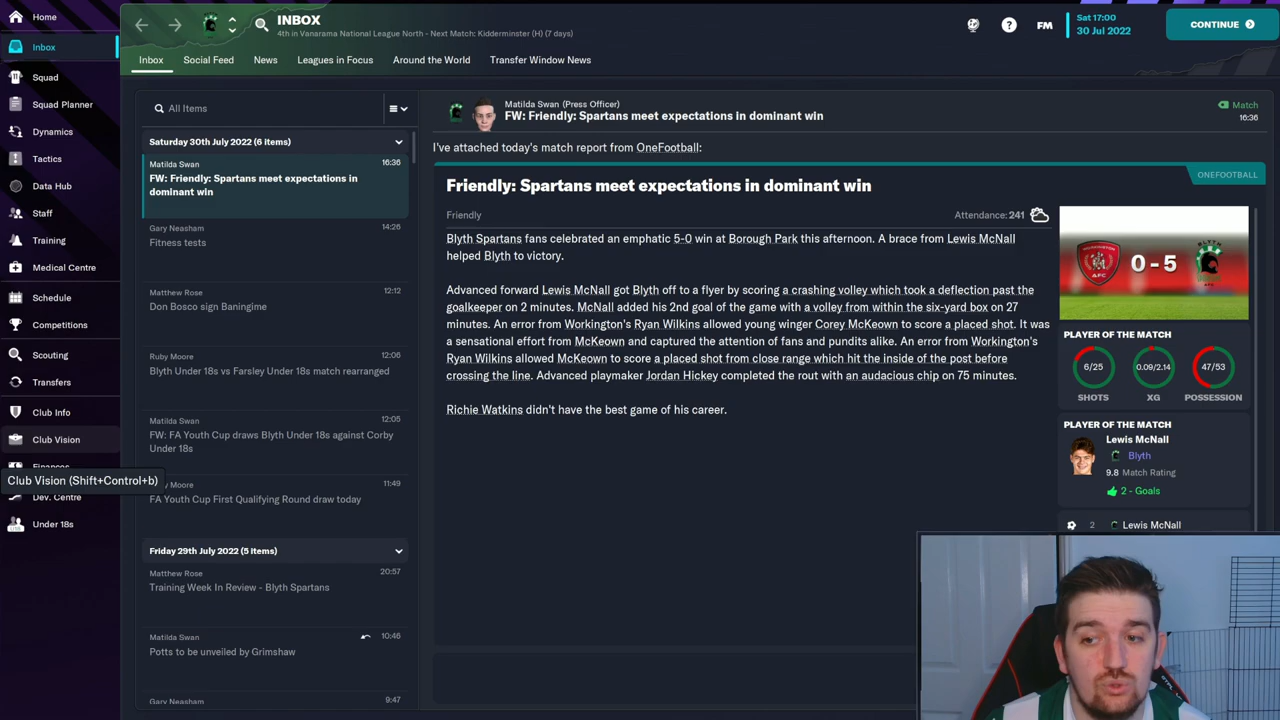 Home
Inbox
Squad
Squad Planner
Dynamics
Tactics
Data Hub
Staff
Training
Medical Centre
Schedule
Competitions
Scouting
Transfers
Club Info
Club Vision
Finances
Club Vision (Shift+Control+b)
Dev. Centre
Under 18s
INBOX
4th in Vanarama National League North - Next Match: Kidderminster (H) (7 days)
FM
Sat 17:00
30 Jul 2022
CONTINUE
Inbox
Social Feed
News
Leagues in Focus
Around the World
Transfer Window News
All Items
Saturday 30th July 2022 (6 items)
Matilda Swan
16:36
FW: Friendly: Spartans meet expectations in
dominant win
Gary Neasham
14:26
Fitness tests
Matthew Rose
12:12
Don Bosco sign Baningime
Ruby Moore
12:06
Blyth Under 18s vs Farsley Under 18s match rearranged
Matilda Swan
12:05
FW: FA Youth Cup draws Blyth Under 18s against Corby
Under 18s
Moore
11:49
FA Youth Cup First Qualifying Round draw today
Friday 29th July 2022 (5 items)
Matthew Rose
20:57
Training Week In Review - Blyth Spartans
Matilda Swan
10:46
Potts to be unveiled by Grimshaw
Gary Neasham
9:47
Matilda Swan (Press Officer)
FW: Friendly: Spartans meet expectations in dominant win
Match
16:36
I've attached today's match report from OneFootball:
Friendly: Spartans meet expectations in dominant win
ONEFOOTBALL
Friendly
Attendance: 241
Blyth Spartans fans celebrated an emphatic 5-0 win at Borough Park this afternoon. A brace from Lewis McNall
helped Blyth to victory.
Advanced forward Lewis McNall got Blyth off to a flyer by scoring a crashing volley which took a deflection past the
goalkeeper on 2 minutes. McNall added his 2nd goal of the game with a volley from within the six-yard box on 27
minutes. An error from Workington's Ryan Wilkins allowed young winger Corey McKeown to score a placed shot. It was
a sensational effort from McKeown and captured the attention of fans and pundits alike. An error from Workington's
Ryan Wilkins allowed McKeown to score a placed shot from close range which hit the inside of the post before
crossing the line. Advanced playmaker Jordan Hickey completed the rout with an audacious chip on 75 minutes.
Richie Watkins didn't have the best game of his career.
0 - 5
PLAYER OF THE MATCH
6/25
0.09/2.14
47/53
SHOTS
XG
POSSESSION
PLAYER OF THE MATCH
Lewis McNall
Blyth
9.8 Match Rating
2 - Goals
2 Lewis McNall